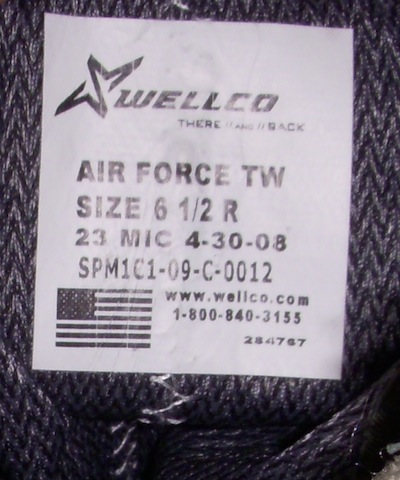 WELLCO
THERE // AND // BACK
AIR FORCE TW
SIZE 6 1/2 R
23 MIC 4-30-08
SPM1C1-09-C-0012
www.wellco.com
1-800-840-3155
284767